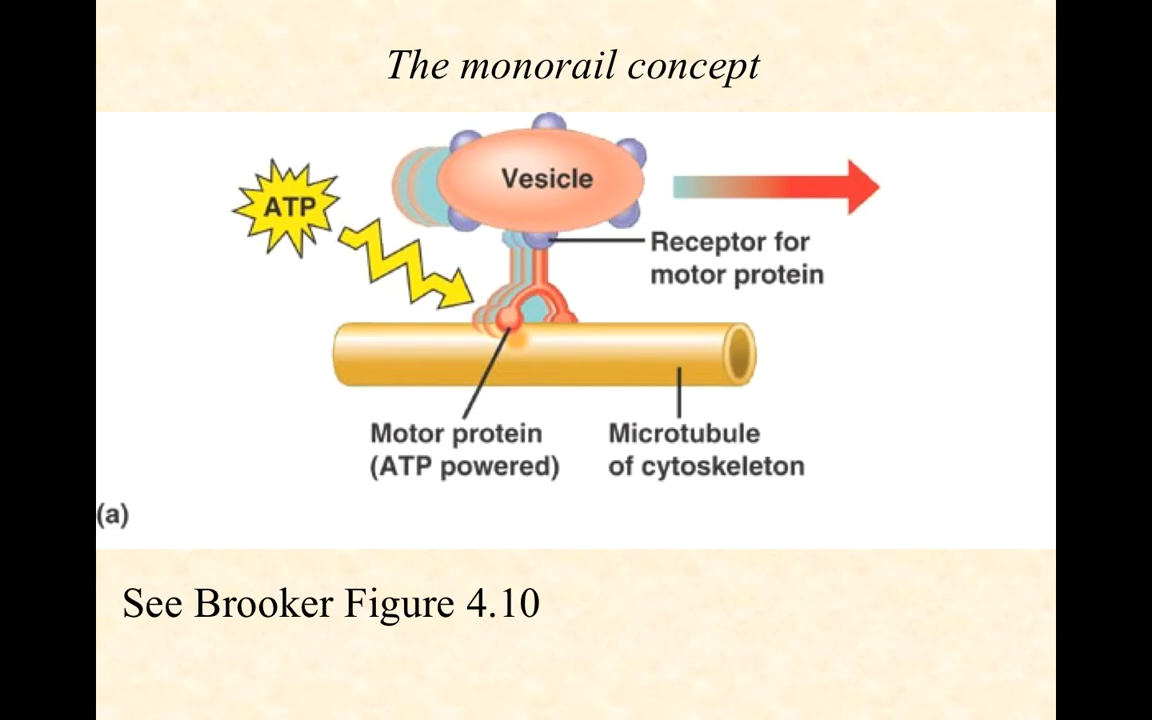 The monorail concept
Vesicle
ATP
Receptor for
motor protein
Motor protein
(ATP powered)
Microtubule
of cytoskeleton
(a)
See Brooker Figure 4.10